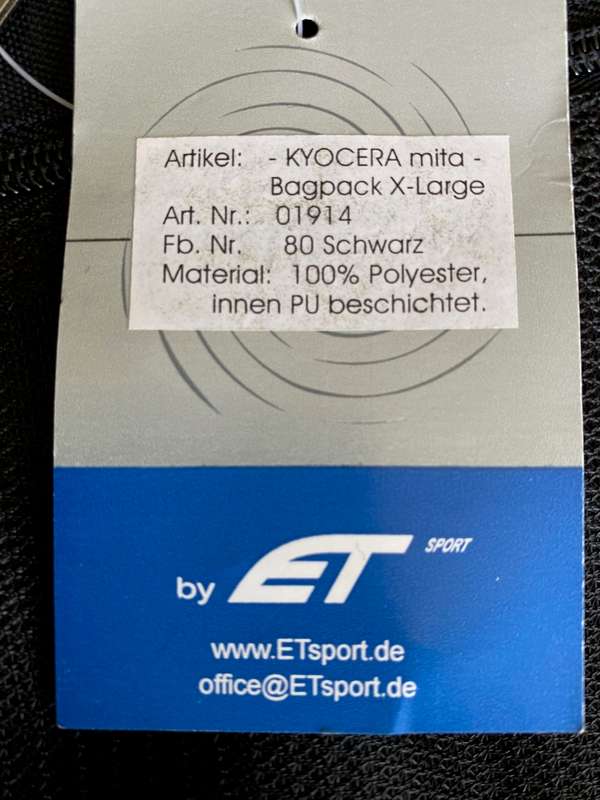 Artikel: - KYOCERA mita -
Bagpack X-Large
Art. Nr.: 01914
Fb. Nr. 80 Schwarz
Material: 100% Polyester,
innen PU beschichtet.
by ET SPORT
www.ETsport.de
office@ETsport.de